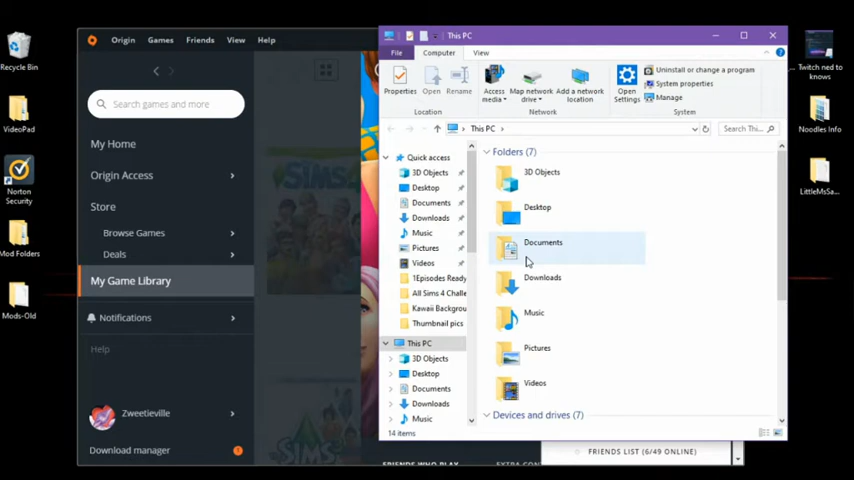 Recycle Bin
VideoPad
Norton
Security
Mod Folders
Mods-Old
Origin Games Friends View Help
Search games and more
My Home
Origin Access
Store
Browse Games
Deals
My Game Library
Notifications
Help
Zweetieville
Download manager
This PC
File Computer View
Properties
Open
Rename
Access
media
Map network
drive
Add a network
location
Open
Settings
Uninstall or change a program
System properties
Manage
Location
Network
System
This PC
Search Thi...
Quick access
3D Objects
Desktop
Documents
Downloads
Music
Pictures
Videos
1Episodes Ready
All Sims 4 Challe
Kawaii Backgrou
Thumbnail pics
This PC
3D Objects
Desktop
Documents
Downloads
Music
Folders (7)
3D Objects
Desktop
Documents
Downloads
Music
Pictures
Videos
Devices and drives (7)
14 items
FRIENDS LIST (6/49 ONLINE)
FRIENDS WHO PLAY
Twitch ned to
knows
Noodles Info
LittleMsSa...